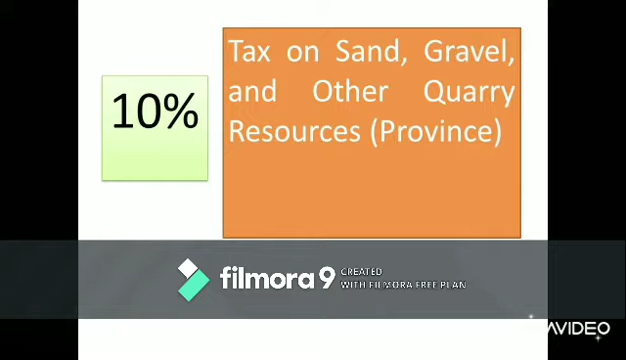 10%
Tax on Sand, Gravel,
and Other Quarry
Resources (Province)
filmora 9
CREATED
WITH FILMORA FREE PLAN
AVIDEO